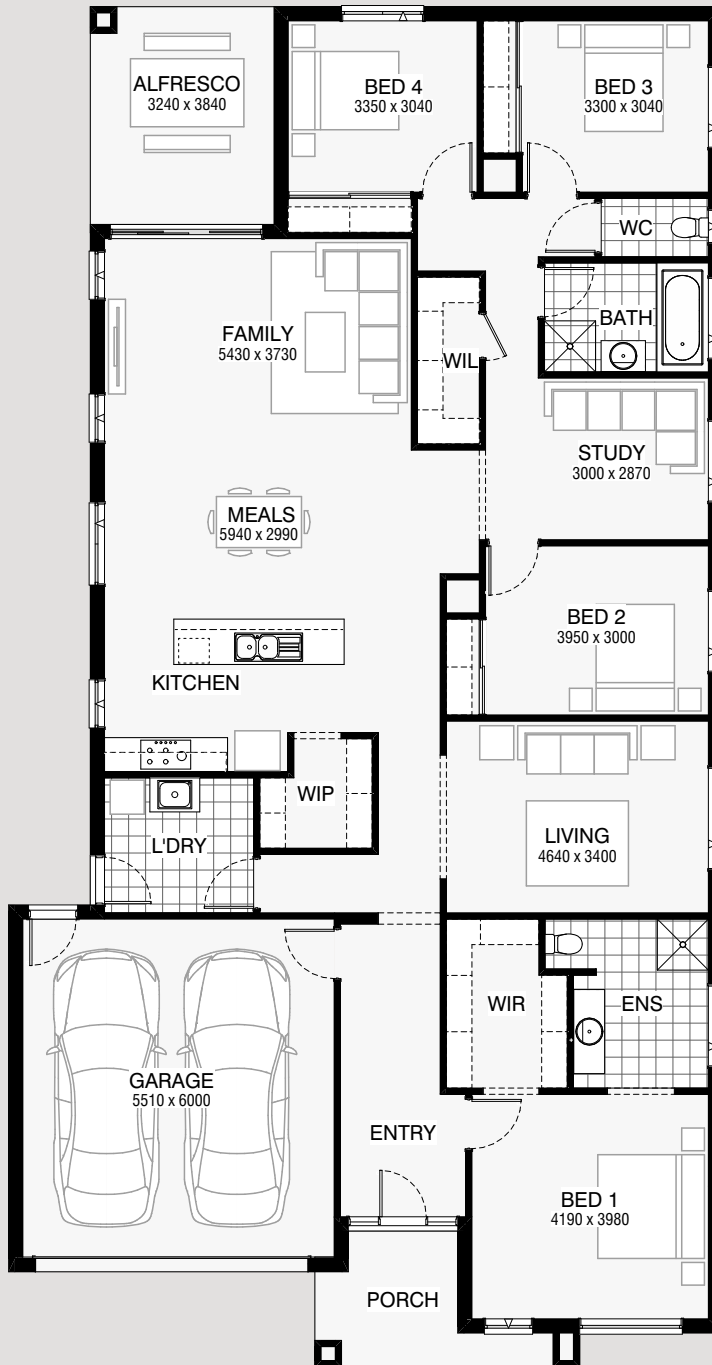 ALFRESCO
3240 x 3840
BED 4
3350 x 3040
BED 3
3300 x 3040
WC
BATH
FAMILY
5430 x 3730
WIL
STUDY
3000 x 2870
MEALS
5940 x 2990
BED 2
3950 x 3000
KITCHEN
WIP
L'DRY
LIVING
4640 x 3400
WIR
ENS
GARAGE
5510 x 6000
ENTRY
BED 1
4190 x 3980
PORCH